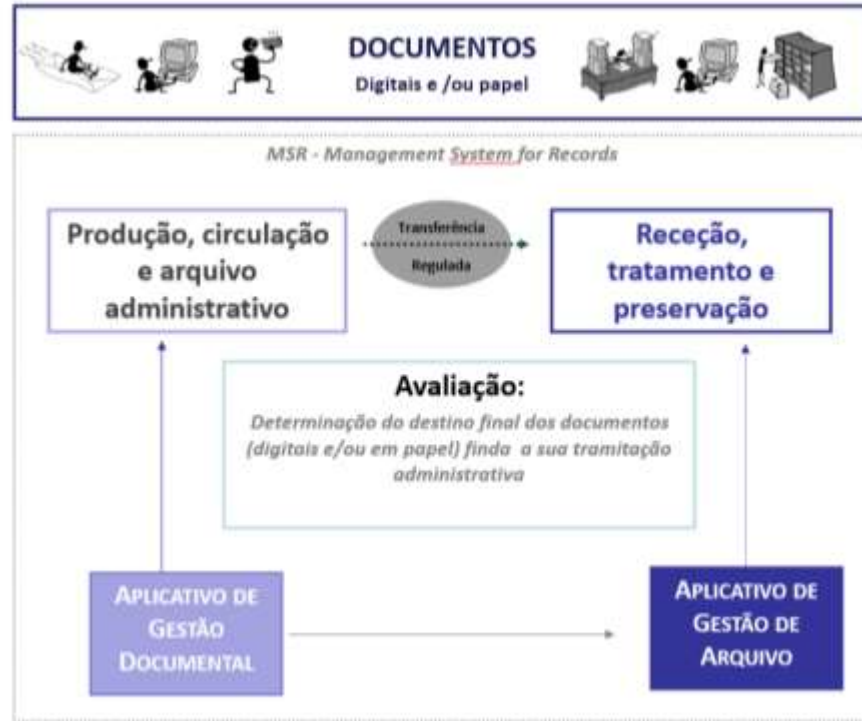 DOCUMENTOS
Digitais e /ou papel
MSR - Management System for Records
Produção, circulação
e arquivo
administrativo
Transferência
Regulada
Receção,
tratamento e
preservação
Avaliação:
Determinação do destino final dos documentos
(digitais e/ou em papel) finda a sua tramitação
administrativa
APLICATIVO DE
GESTÃO
DOCUMENTAL
APLICATIVO DE
GESTÃO DE
ARQUIVO